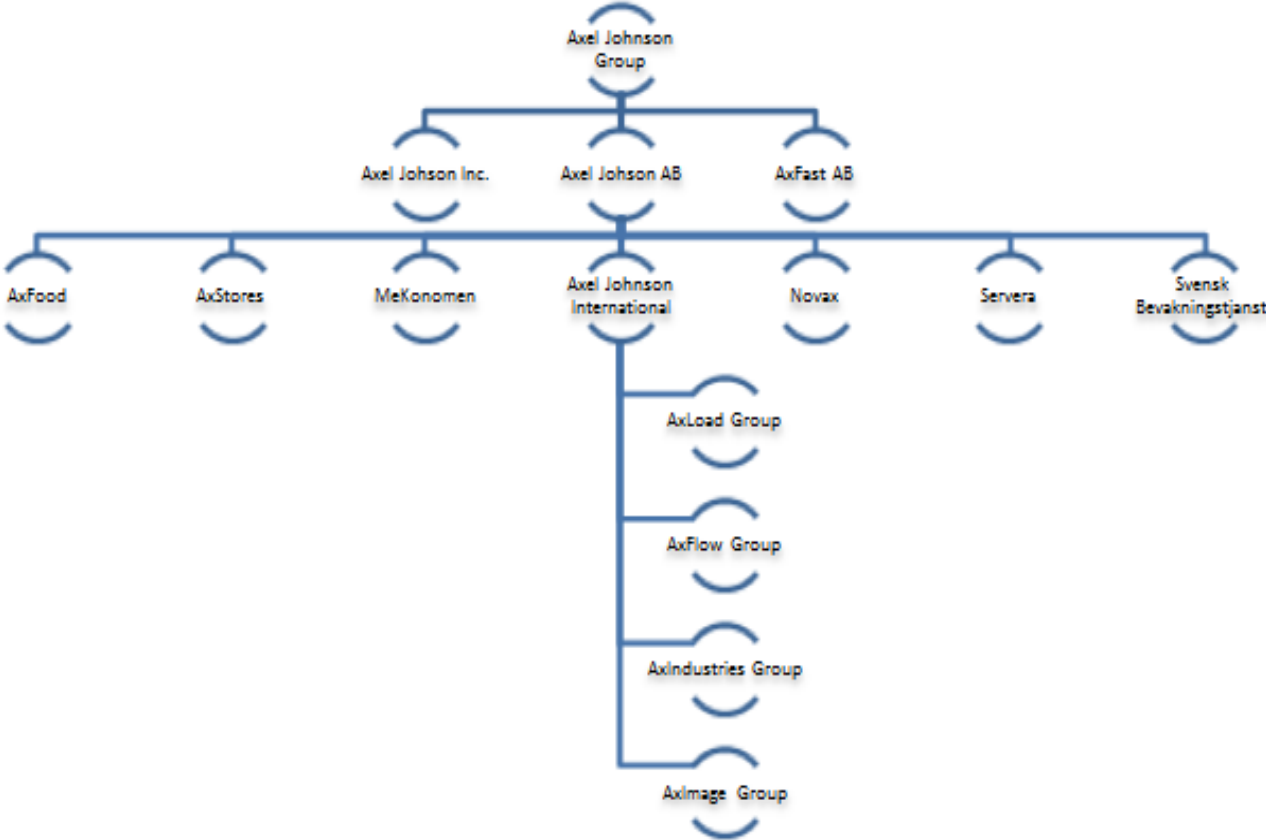 Axel Johnson
Group
Axel Johson Inc.
Axel Johson AB
AxFast AB
AxFood
AxStores
MeKonomen
Axel Johnson
International
Novax
Servera
Svensk
Bevakningstjanst
AxLoad Group
AxFlow Group
AxIndustries Group
AxImage Group